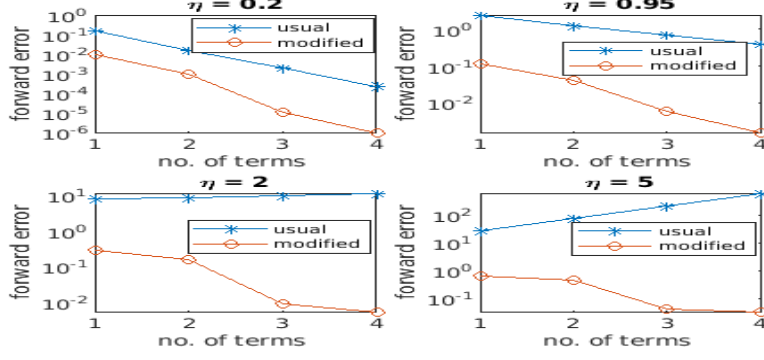 η = 0.2
10^0
10^-1
10^-2
10^-3
10^-4
10^-5
10^-6
forward error
usual
modified
1 2 3 4
no. of terms
η = 0.95
10^0
10^-1
10^-2
forward error
usual
modified
1 2 3 4
no. of terms
η = 2
10^1
10^0
10^-1
10^-2
forward error
usual
modified
1 2 3 4
no. of terms
η = 5
10^2
10^1
10^0
10^-1
forward error
usual
modified
1 2 3 4
no. of terms